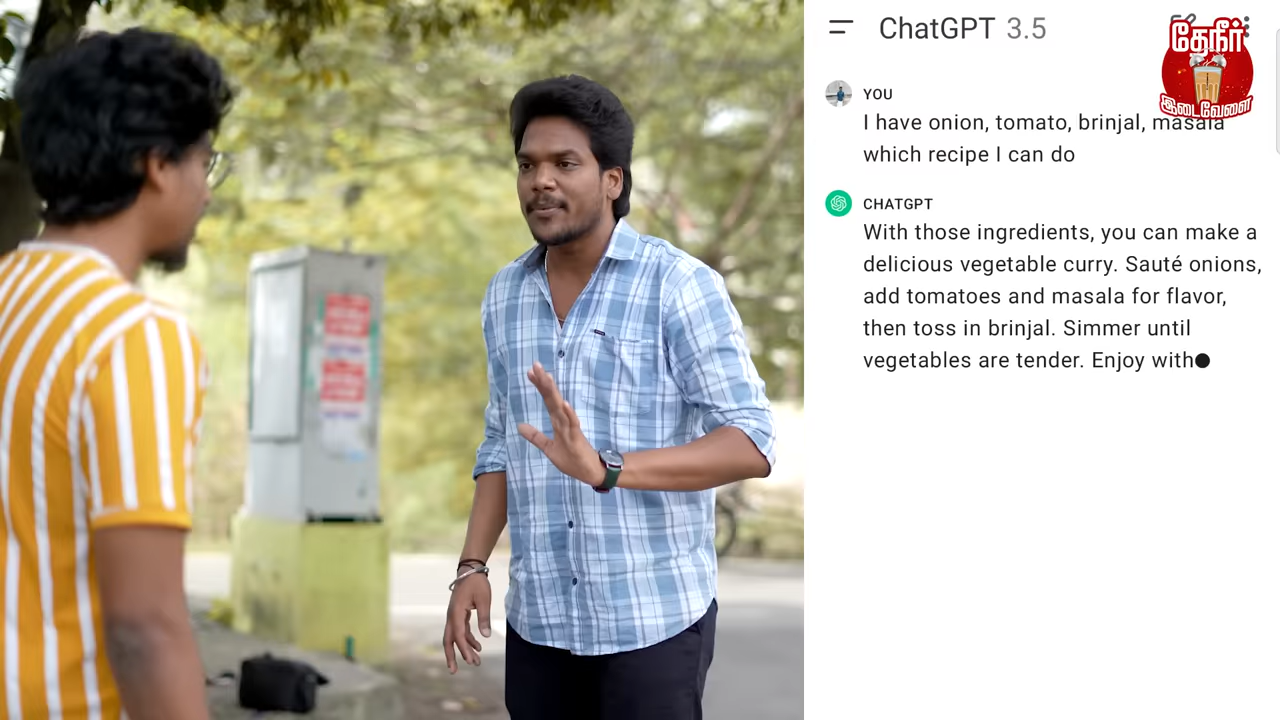 ChatGPT 3.5
தேநீர்
இடைவேளை
YOU
I have onion, tomato, brinjal, masala
which recipe I can do
CHATGPT
With those ingredients, you can make a
delicious vegetable curry. Sauté onions,
add tomatoes and masala for flavor,
then toss in brinjal. Simmer until
vegetables are tender. Enjoy with